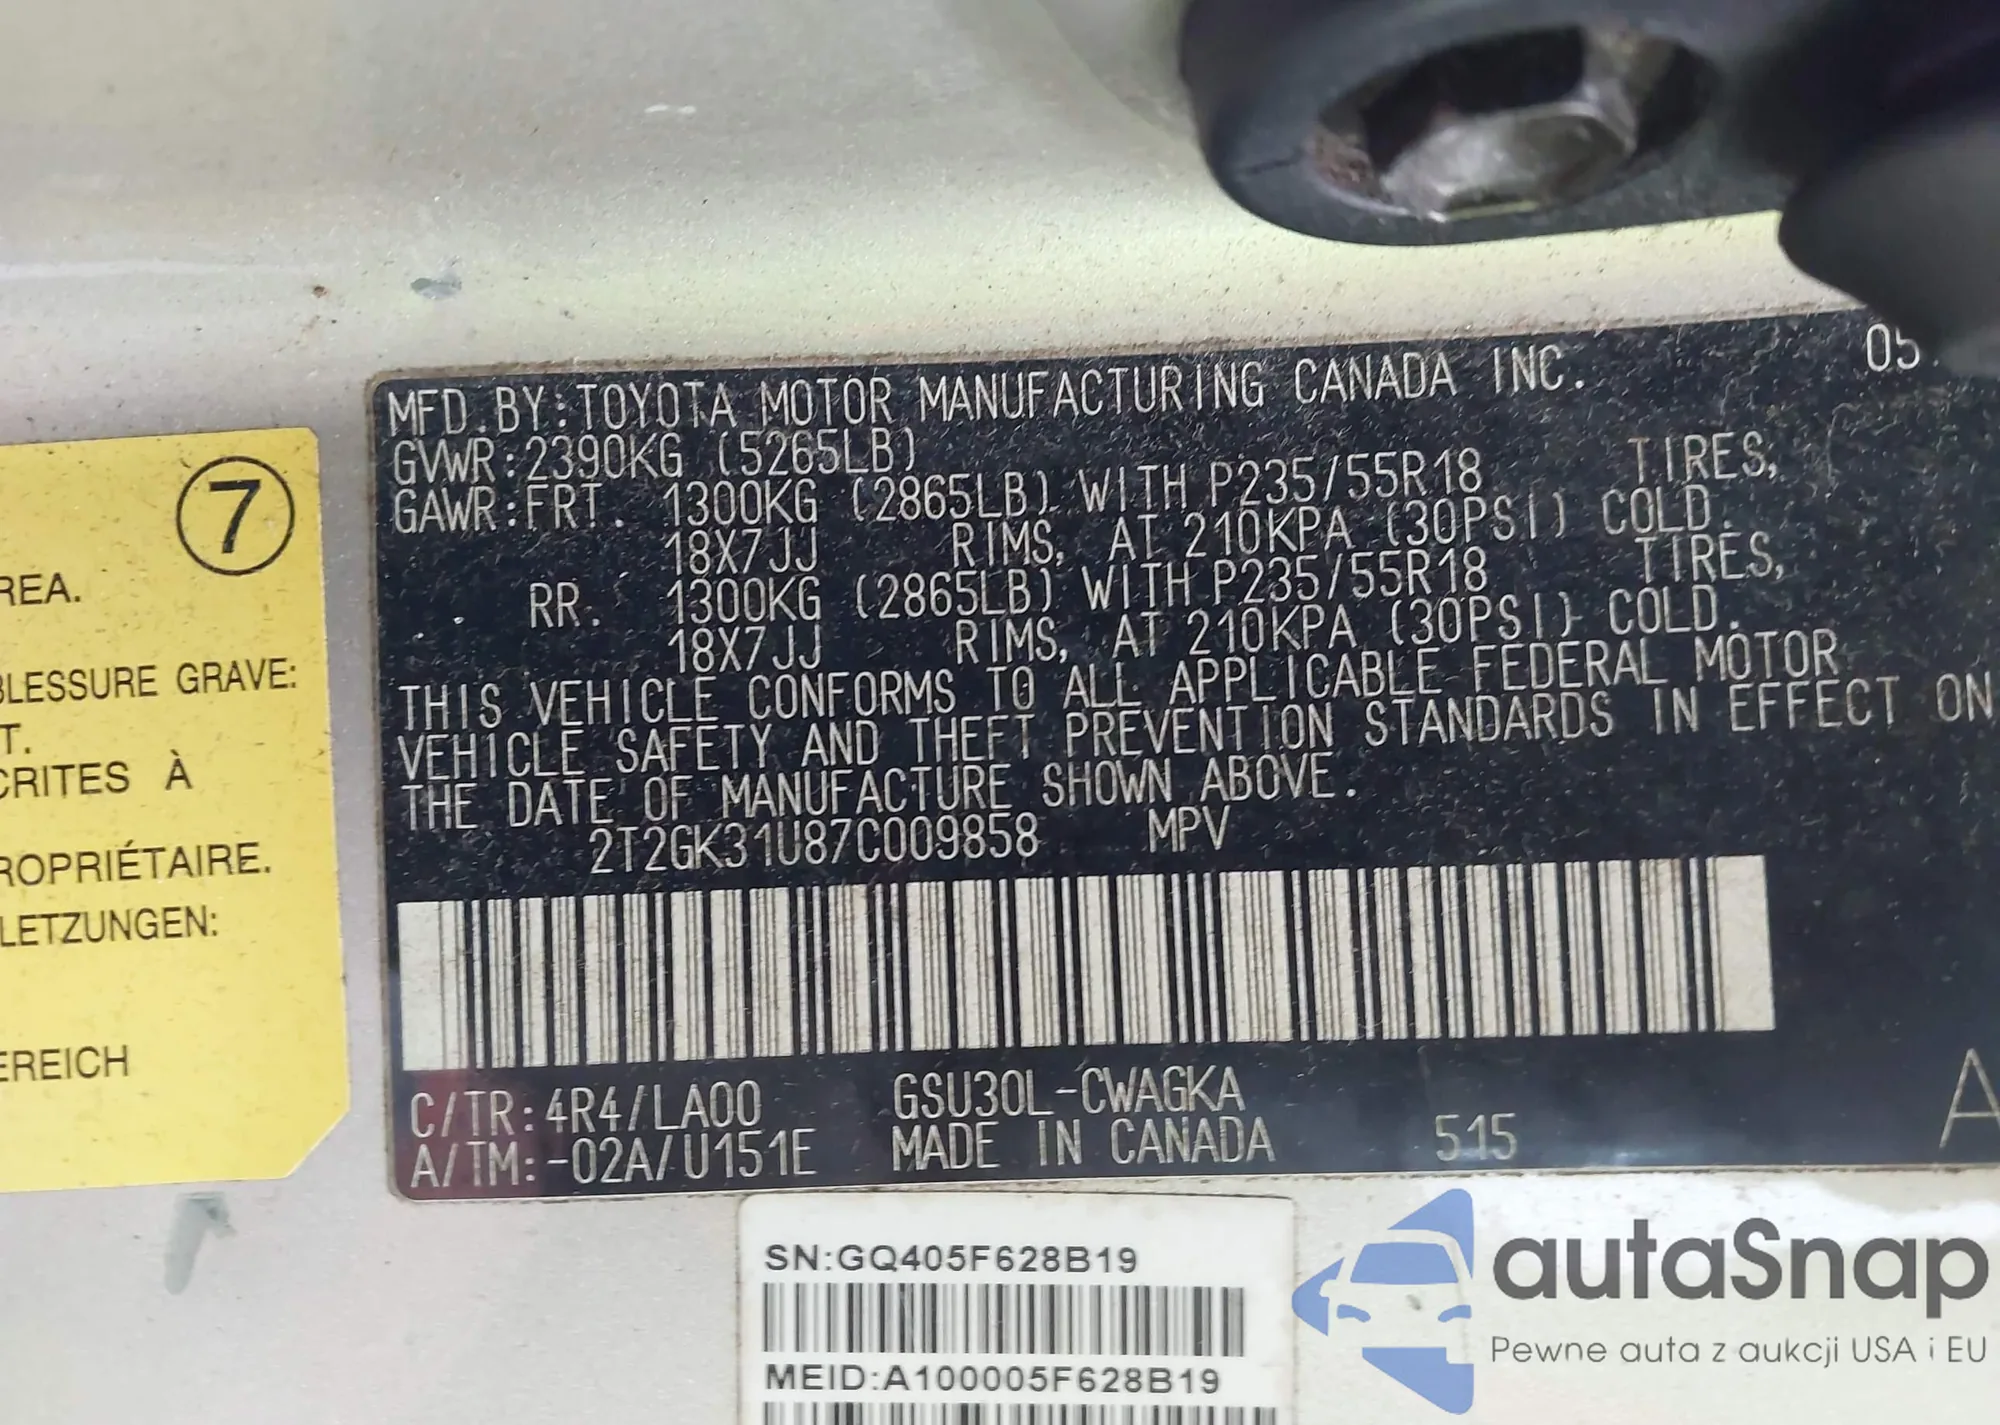 MFD. BY: TOYOTA MOTOR MANUFACTURING CANADA INC. 05
GVWR: 2390KG (5265LB)
GAWR: FRT. 1300KG (2865LB) WITH P235/55R18 TIRES,
18X7JJ RIMS, AT 210KPA (30PSI) COLD.
RR. 1300KG (2865LB) WITH P235/55R18 TIRES,
18X7JJ RIMS, AT 210KPA (30PSI) COLD.
THIS VEHICLE CONFORMS TO ALL APPLICABLE FEDERAL MOTOR
VEHICLE SAFETY AND THEFT PREVENTION STANDARDS IN EFFECT ON
THE DATE OF MANUFACTURE SHOWN ABOVE.
2T2GK31U87C009858 MPV
C/TR: 4R4/LA00 GSU30L-CWAGKA
A/TM: -02A/U151E MADE IN CANADA 515 A
7
REA.
BLESSURE GRAVE:
T.
CRITES À
ROPRIÉTAIRE.
LETZUNGEN:
EREICH
SN:GQ405F628B19
MEID:A100005F628B19
autaSnap
Pewne auta z aukcji USA i EU